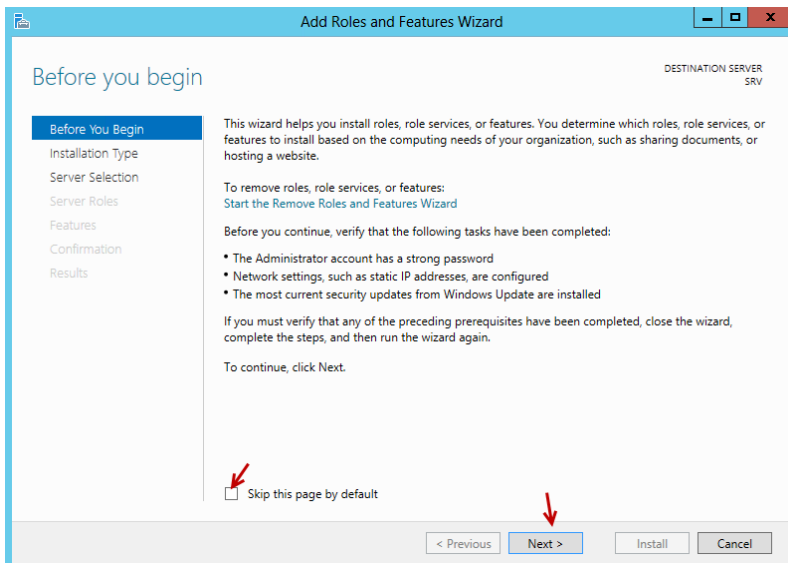 Add Roles and Features Wizard
Before you begin
DESTINATION SERVER
SRV
Before You Begin
Installation Type
Server Selection
Server Roles
Features
Confirmation
Results
This wizard helps you install roles, role services, or features. You determine which roles, role services, or
features to install based on the computing needs of your organization, such as sharing documents, or
hosting a website.
To remove roles, role services, or features:
Start the Remove Roles and Features Wizard
Before you continue, verify that the following tasks have been completed:
• The Administrator account has a strong password
• Network settings, such as static IP addresses, are configured
• The most current security updates from Windows Update are installed
If you must verify that any of the preceding prerequisites have been completed, close the wizard,
complete the steps, and then run the wizard again.
To continue, click Next.
Skip this page by default
< Previous
Next >
Install
Cancel